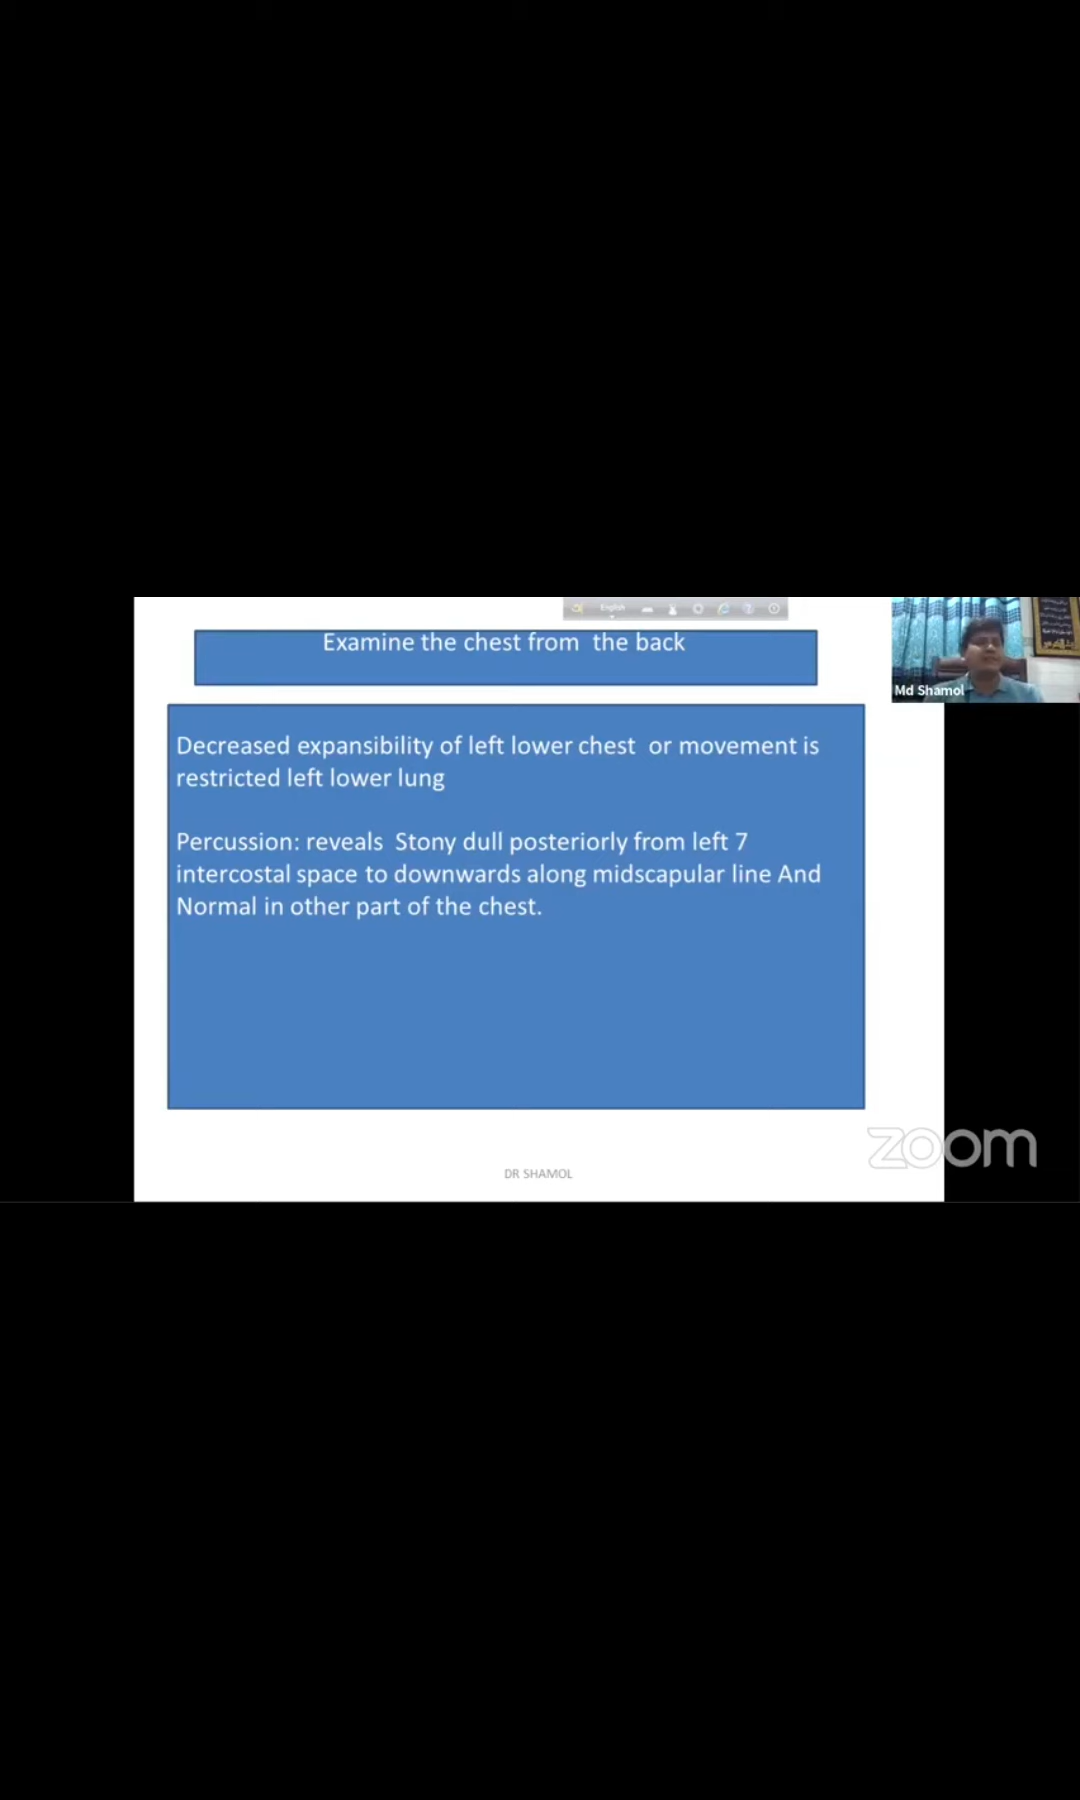 English
Examine the chest from the back
Md Shamol
Decreased expansibility of left lower chest or movement is
restricted left lower lung
Percussion: reveals Stony dull posteriorly from left 7
intercostal space to downwards along midscapular line And
Normal in other part of the chest.
zoom
DR SHAMOL